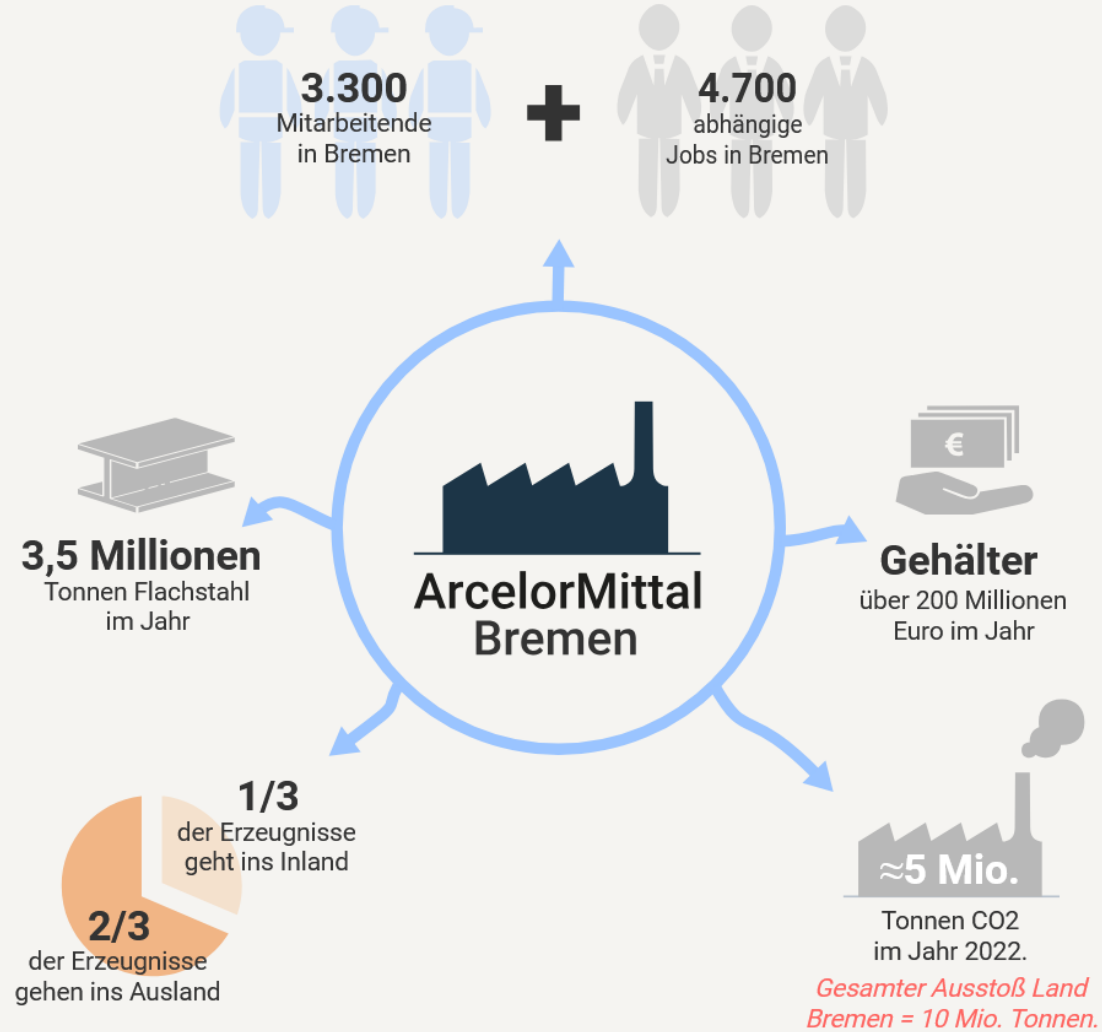 3.300
Mitarbeitende
in Bremen
4.700
abhängige
Jobs in Bremen
3,5 Millionen
Tonnen Flachstahl
im Jahr
ArcelorMittal
Bremen
€
Gehälter
über 200 Millionen
Euro im Jahr
1/3
der Erzeugnisse
geht ins Inland
2/3
der Erzeugnisse
gehen ins Ausland
≈5 Mio.
Tonnen CO2
im Jahr 2022.
Gesamter Ausstoß Land
Bremen = 10 Mio. Tonnen.